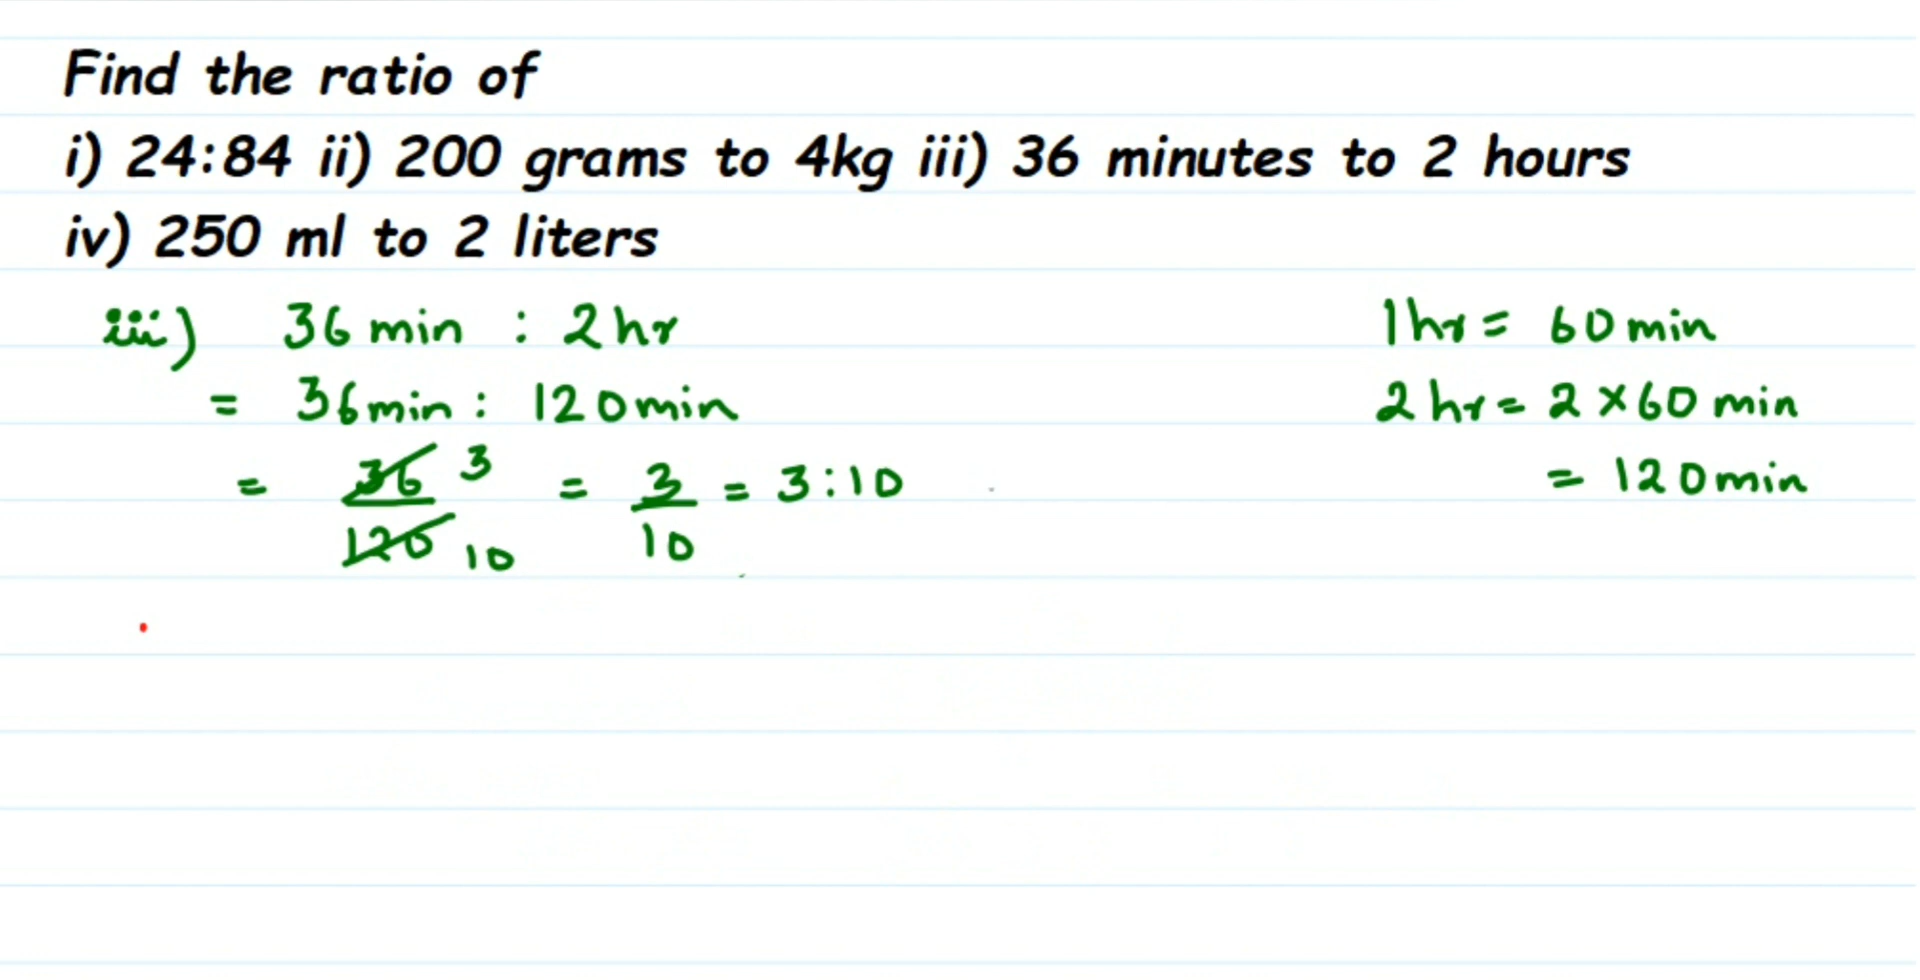 Find the ratio of
i) 24:84 ii) 200 grams to 4kg iii) 36 minutes to 2 hours
iv) 250 ml to 2 liters
iii) 36 min : 2 hr
= 36 min : 120 min
= 36/120 3 10 = 3/10 = 3:10
1 hr = 60 min
2 hr = 2 × 60 min
= 120 min